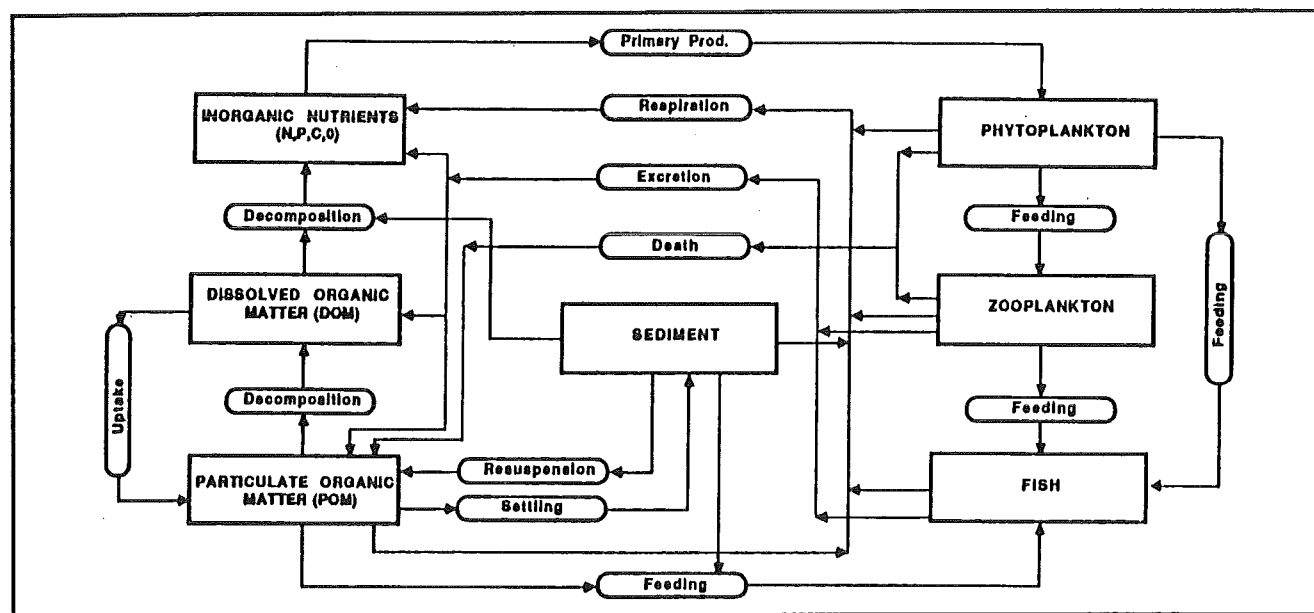 Primary Prod.
INORGANIC NUTRIENTS
(N,P,C,O)
Respiration
PHYTOPLANKTON
Excretion
Decomposition
Feeding
Death
DISSOLVED ORGANIC
MATTER (DOM)
SEDIMENT
ZOOPLANKTON
Feeding
Uptake
Decomposition
Feeding
PARTICULATE ORGANIC
MATTER (POM)
Resuspension
Settling
FISH
Feeding